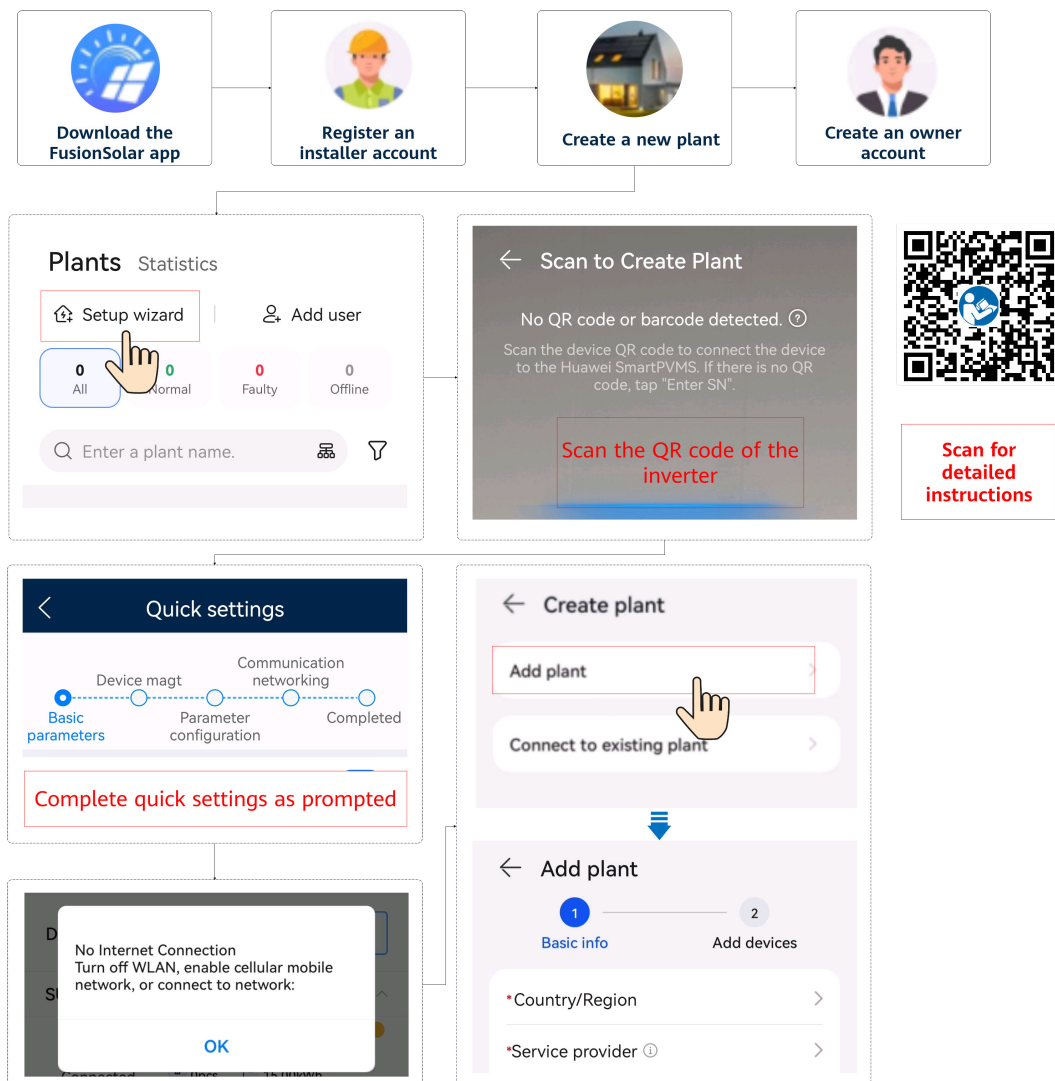 Download the
FusionSolar app
Register an
installer account
Create a new plant
Create an owner
account
Plants Statistics
Setup wizard
Add user
0
All
0
Normal
0
Faulty
0
Offline
Enter a plant name.
Scan to Create Plant
No QR code or barcode detected. ?
Scan the device QR code to connect the device
to the Huawei SmartPVMS. If there is no QR
code, tap "Enter SN".
Scan the QR code of the
inverter
Scan for
detailed
instructions
Quick settings
Device magt
Communication
networking
Basic
parameters
Parameter
configuration
Completed
Complete quick settings as prompted
Create plant
Add plant
Connect to existing plant
No Internet Connection
Turn off WLAN, enable cellular mobile
network, or connect to network:
OK
Add plant
1
Basic info
2
Add devices
*Country/Region
*Service provider